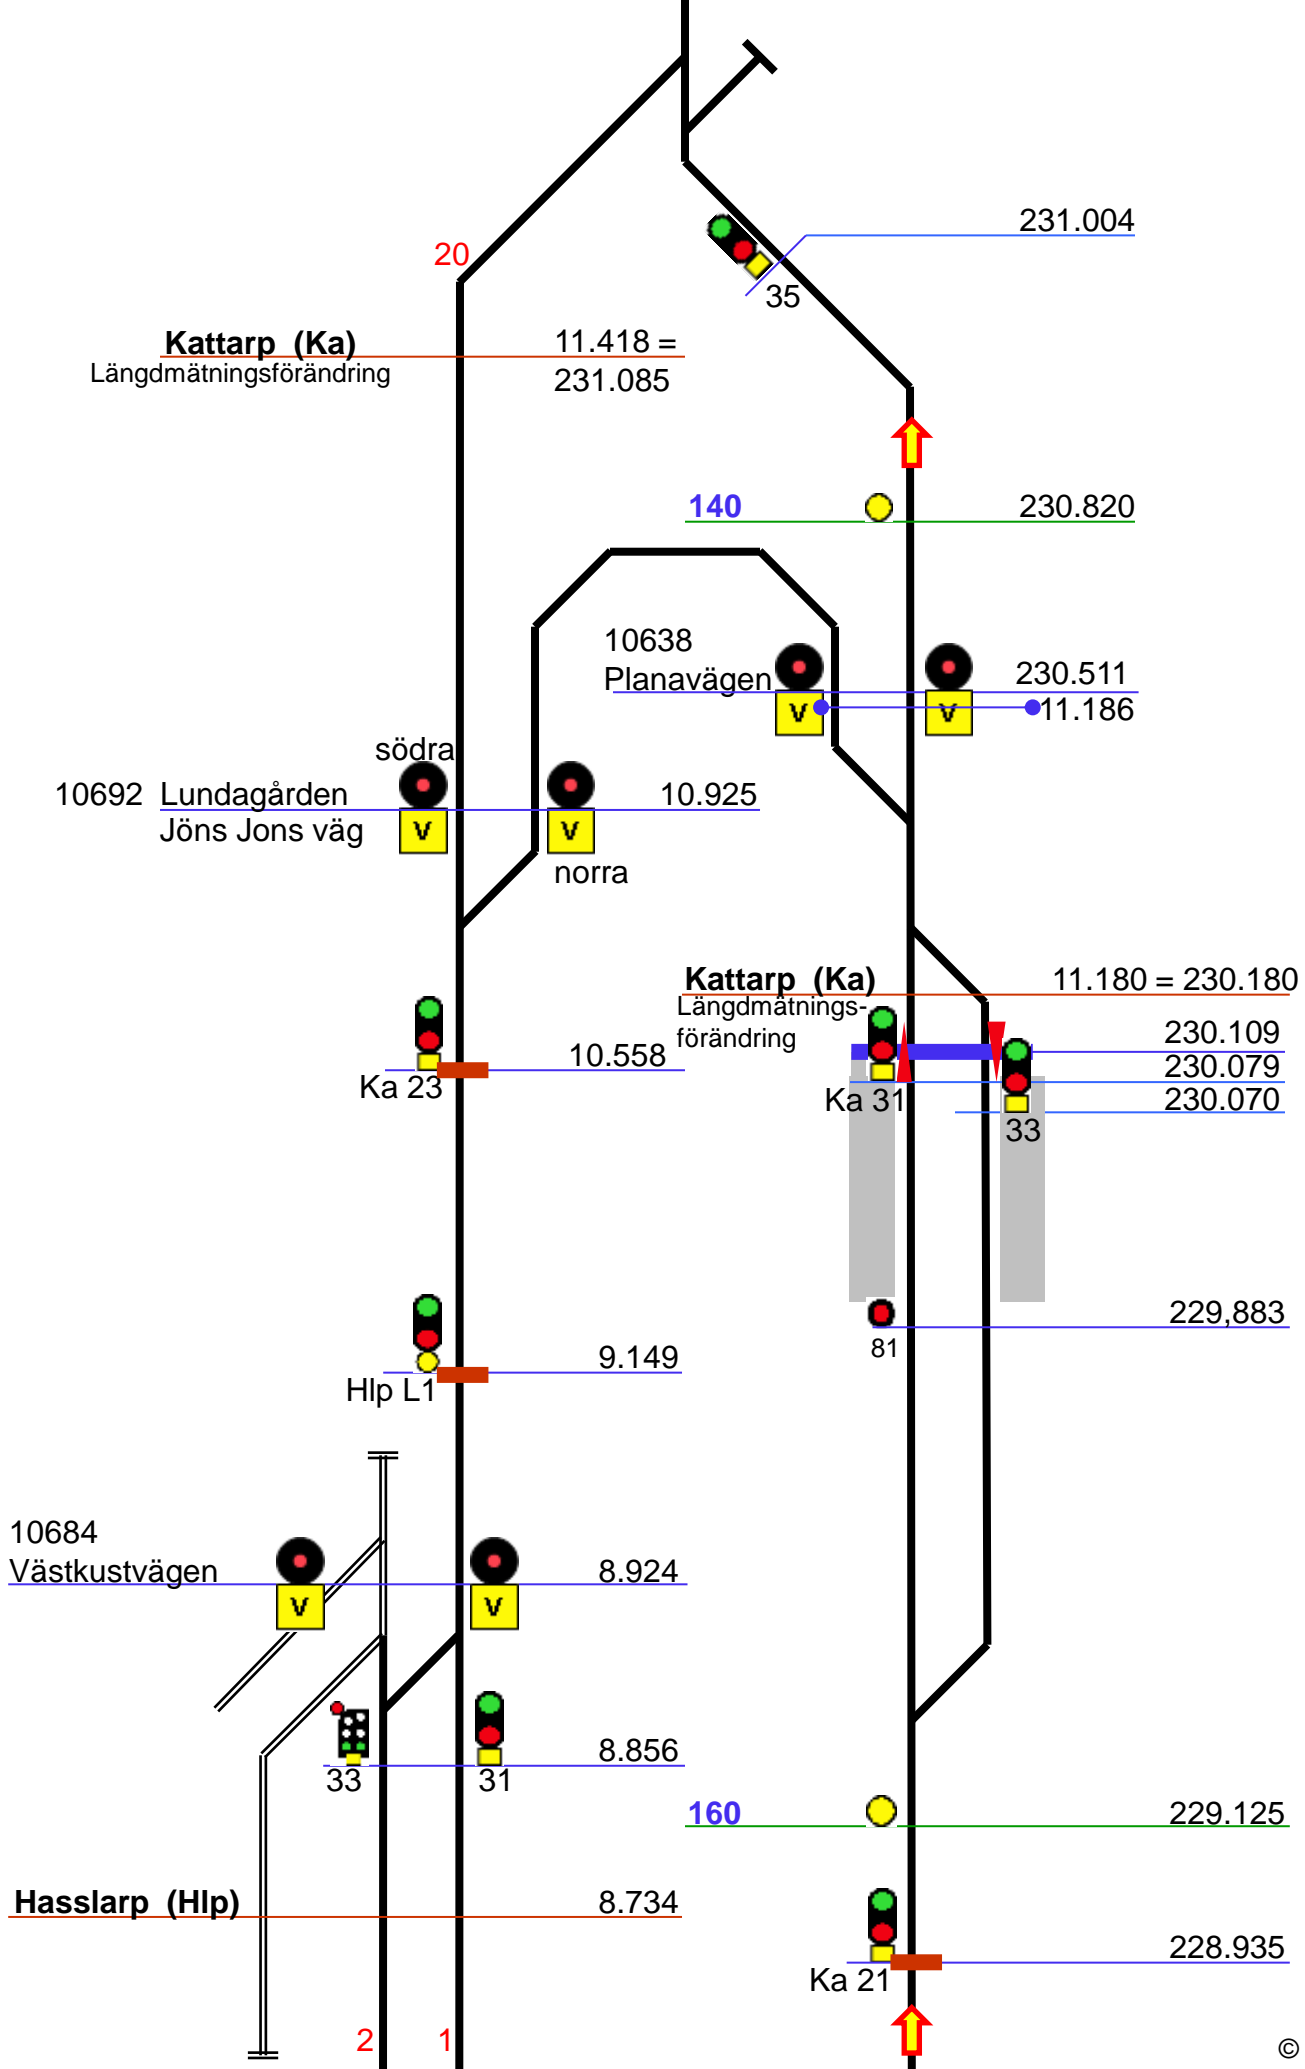 231.004
20
35
Kattarp (Ka)
11.418 =
Längdmätningsförändring
231.085
140
230.820
10638
Planavägen
230.511
V
V
11.186
södra
10692 Lundagården
10.925
Jöns Jons väg
V
V
norra
Kattarp (Ka)
11.180 = 230.180
Längdmätnings-
förändring
230.109
10.558
230.079
Ka 23
Ka 31
230.070
33
229,883
81
9.149
Hlp L1
10684
Västkustvägen
8.924
V
V
8.856
33
31
160
229.125
Hasslarp (Hlp)
8.734
228.935
Ka 21
2
1
©